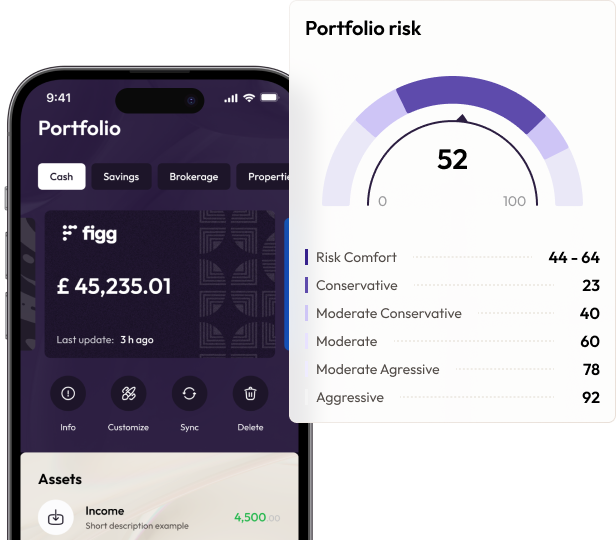 Portfolio risk
52
0
100
Risk Comfort 44 - 64
Conservative 23
Moderate Conservative 40
Moderate 60
Moderate Agressive 78
Aggressive 92
9:41
Portfolio
Cash Savings Brokerage Propertie
figg
£ 45,235.01
Last update: 3 h ago
Info Customize Sync Delete
Assets
Income
4,500.00
Short description example